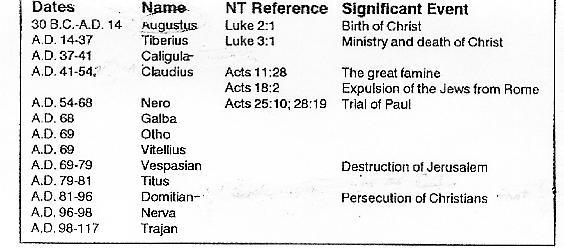 Dates Name NT Reference Significant Event
30 B.C.-A.D. 14 Augustus Luke 2:1 Birth of Christ
A.D. 14-37 Tiberius Luke 3:1 Ministry and death of Christ
A.D. 37-41 Caligula
A.D. 41-54, Claudius Acts 11:28 The great famine
Acts 18:2 Expulsion of the Jews from Rome
A.D. 54-68 Nero Acts 25:10; 28:19 Trial of Paul
A.D. 68 Galba
A.D. 69 Otho
A.D. 69 Vitellius
A.D. 69-79 Vespasian Destruction of Jerusalem
A.D. 79-81 Titus
A.D. 81-96 Domitian Persecution of Christians
A.D. 96-98 Nerva
A.D. 98-117 Trajan